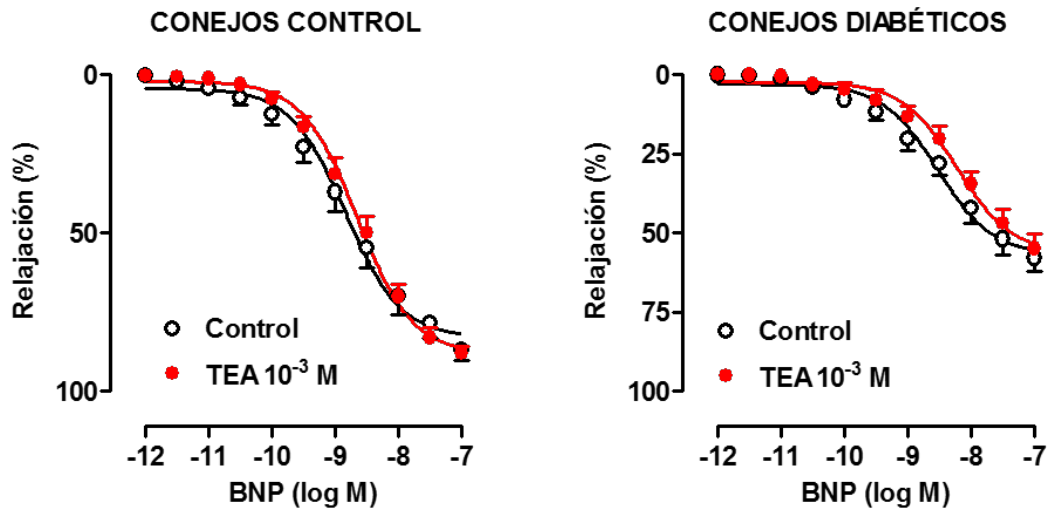 CONEJOS CONTROL
0
50
100
Relajación (%)
Control
TEA 10⁻³ M
-12 -11 -10 -9 -8 -7
BNP (log M)
CONEJOS DIABÉTICOS
0
25
50
75
100
Relajación (%)
Control
TEA 10⁻³ M
-12 -11 -10 -9 -8 -7
BNP (log M)